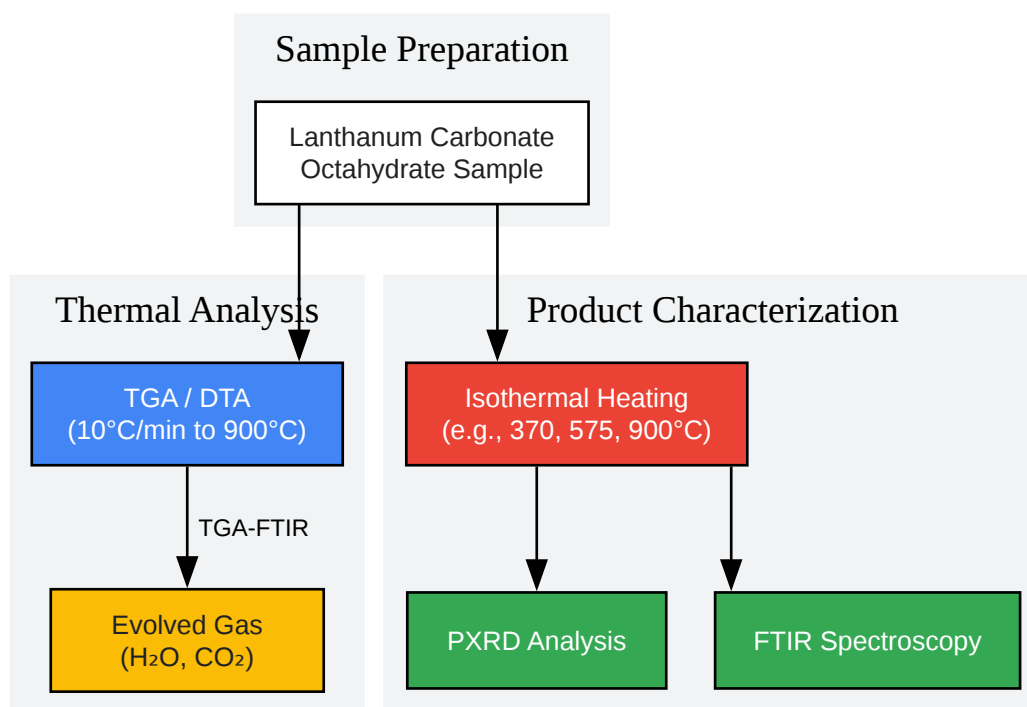 Sample Preparation
Lanthanum Carbonate
Octahydrate Sample
Thermal Analysis
TGA / DTA
(10°C/min to 900°C)
TGA-FTIR
Evolved Gas
(H₂O, CO₂)
Product Characterization
Isothermal Heating
(e.g., 370, 575, 900°C)
PXRD Analysis
FTIR Spectroscopy